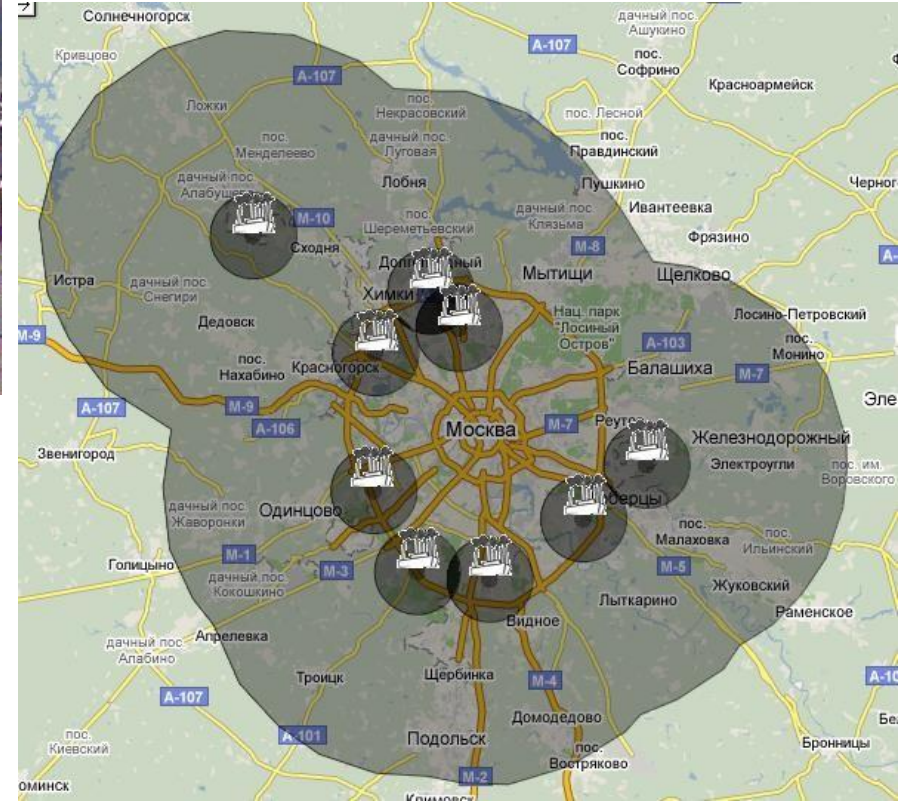 Солнечногорск
дачный пос.
Ашукино
A-107
Кривцово
пос.
Софрино
A-107
Красноармейск
Ложки
пос.
Некрасовский
пос. Лесной
пос.
Менделеево
дачный пос.
Луговая
пос.
Правдинский
дачный пос.
Лобня
Пушкино
M-10
пос.
Шереметьевский
дачный пос.
Клязьма
Ивантеевка
Сходня
M-8
Фрязино
Истра
дачный пос.
Снегири
Химки
Мытищи
Щелково
M-9
Дедовск
Нац. парк
"Лосиный
Остров"
Лосино-Петровский
пос.
Нахабино
Красногорск
A-103
пос.
Монино
Балашиха
M-7
A-107
M-9
A-106
Москва
M-7
Звенигород
Железнодорожный
Электроугли
пос. им.
Воровского
дачный пос.
Жаворонки
Одинцово
пос.
Малаховка
пос.
Ильинский
Голицыно
M-1
M-3
M-5
дачный пос.
Кокошкино
Жуковский
Лыткарино
Раменское
Видное
дачный пос.
Алабино
Апрелевка
Троицк
Щербинка
M-4
A-107
Домодедово
пос.
Киевский
A-101
Подольск
пос.
Востряково
Бронницы
M-2